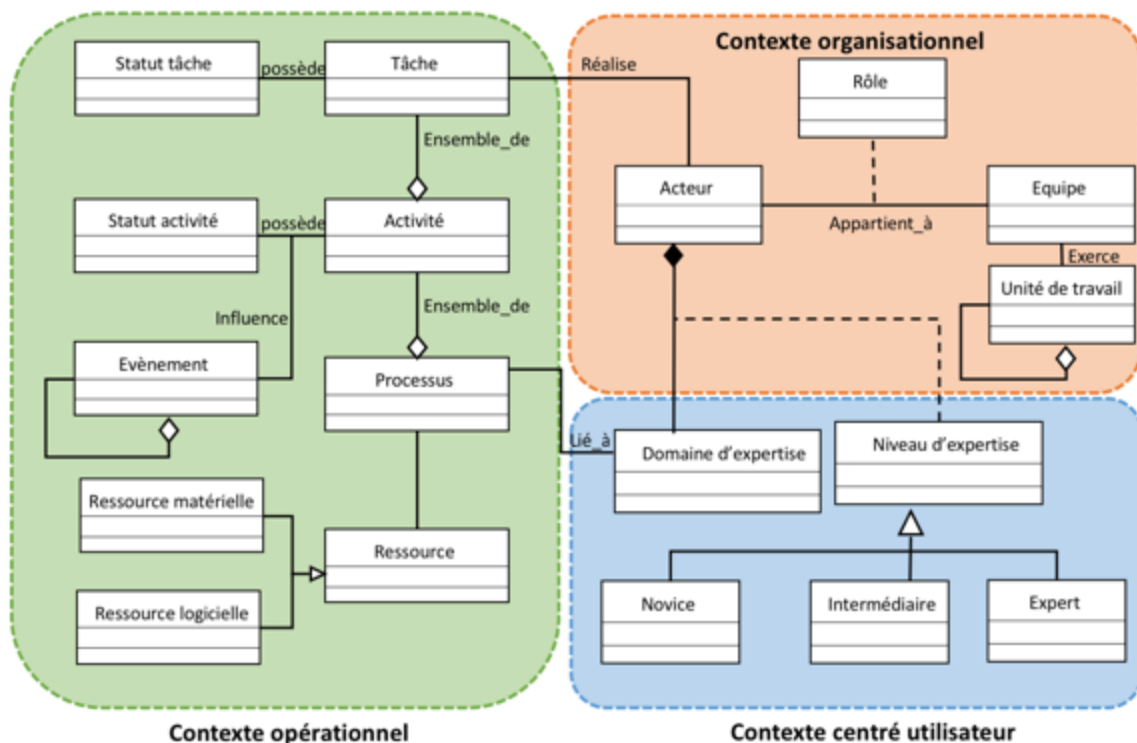 Contexte organisationnel
Statut tâche
possède
Tâche
Réalise
Rôle
Ensemble_de
Acteur
Equipe
Appartient_à
Statut activité
possède
Activité
Exerce
Unité de travail
Ensemble_de
Influence
Evènement
Processus
Lié_à
Domaine d'expertise
Niveau d'expertise
Ressource matérielle
Ressource
Ressource logicielle
Novice
Intermédiaire
Expert
Contexte opérationnel
Contexte centré utilisateur